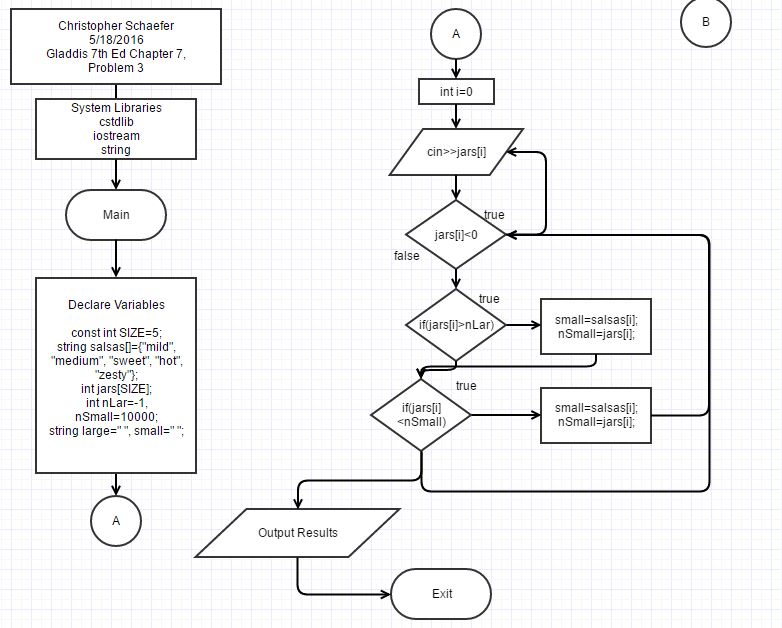 Christopher Schaefer
5/18/2016
Gladdis 7th Ed Chapter 7,
Problem 3
System Libraries
cstdlib
iostream
string
Main
Declare Variables
const int SIZE=5;
string salsas[]={"mild",
"medium", "sweet", "hot",
"zesty"};
int jars[SIZE];
int nLar=-1,
nSmall=10000;
string large=" ", small=" ";
A
A
int i=0
cin>>jars[i]
true
jars[i]<0
false
true
if(jars[i]>nLar)
small=salsas[i];
nSmall=jars[i];
true
if(jars[i]
<nSmall)
small=salsas[i];
nSmall=jars[i];
Output Results
Exit
B